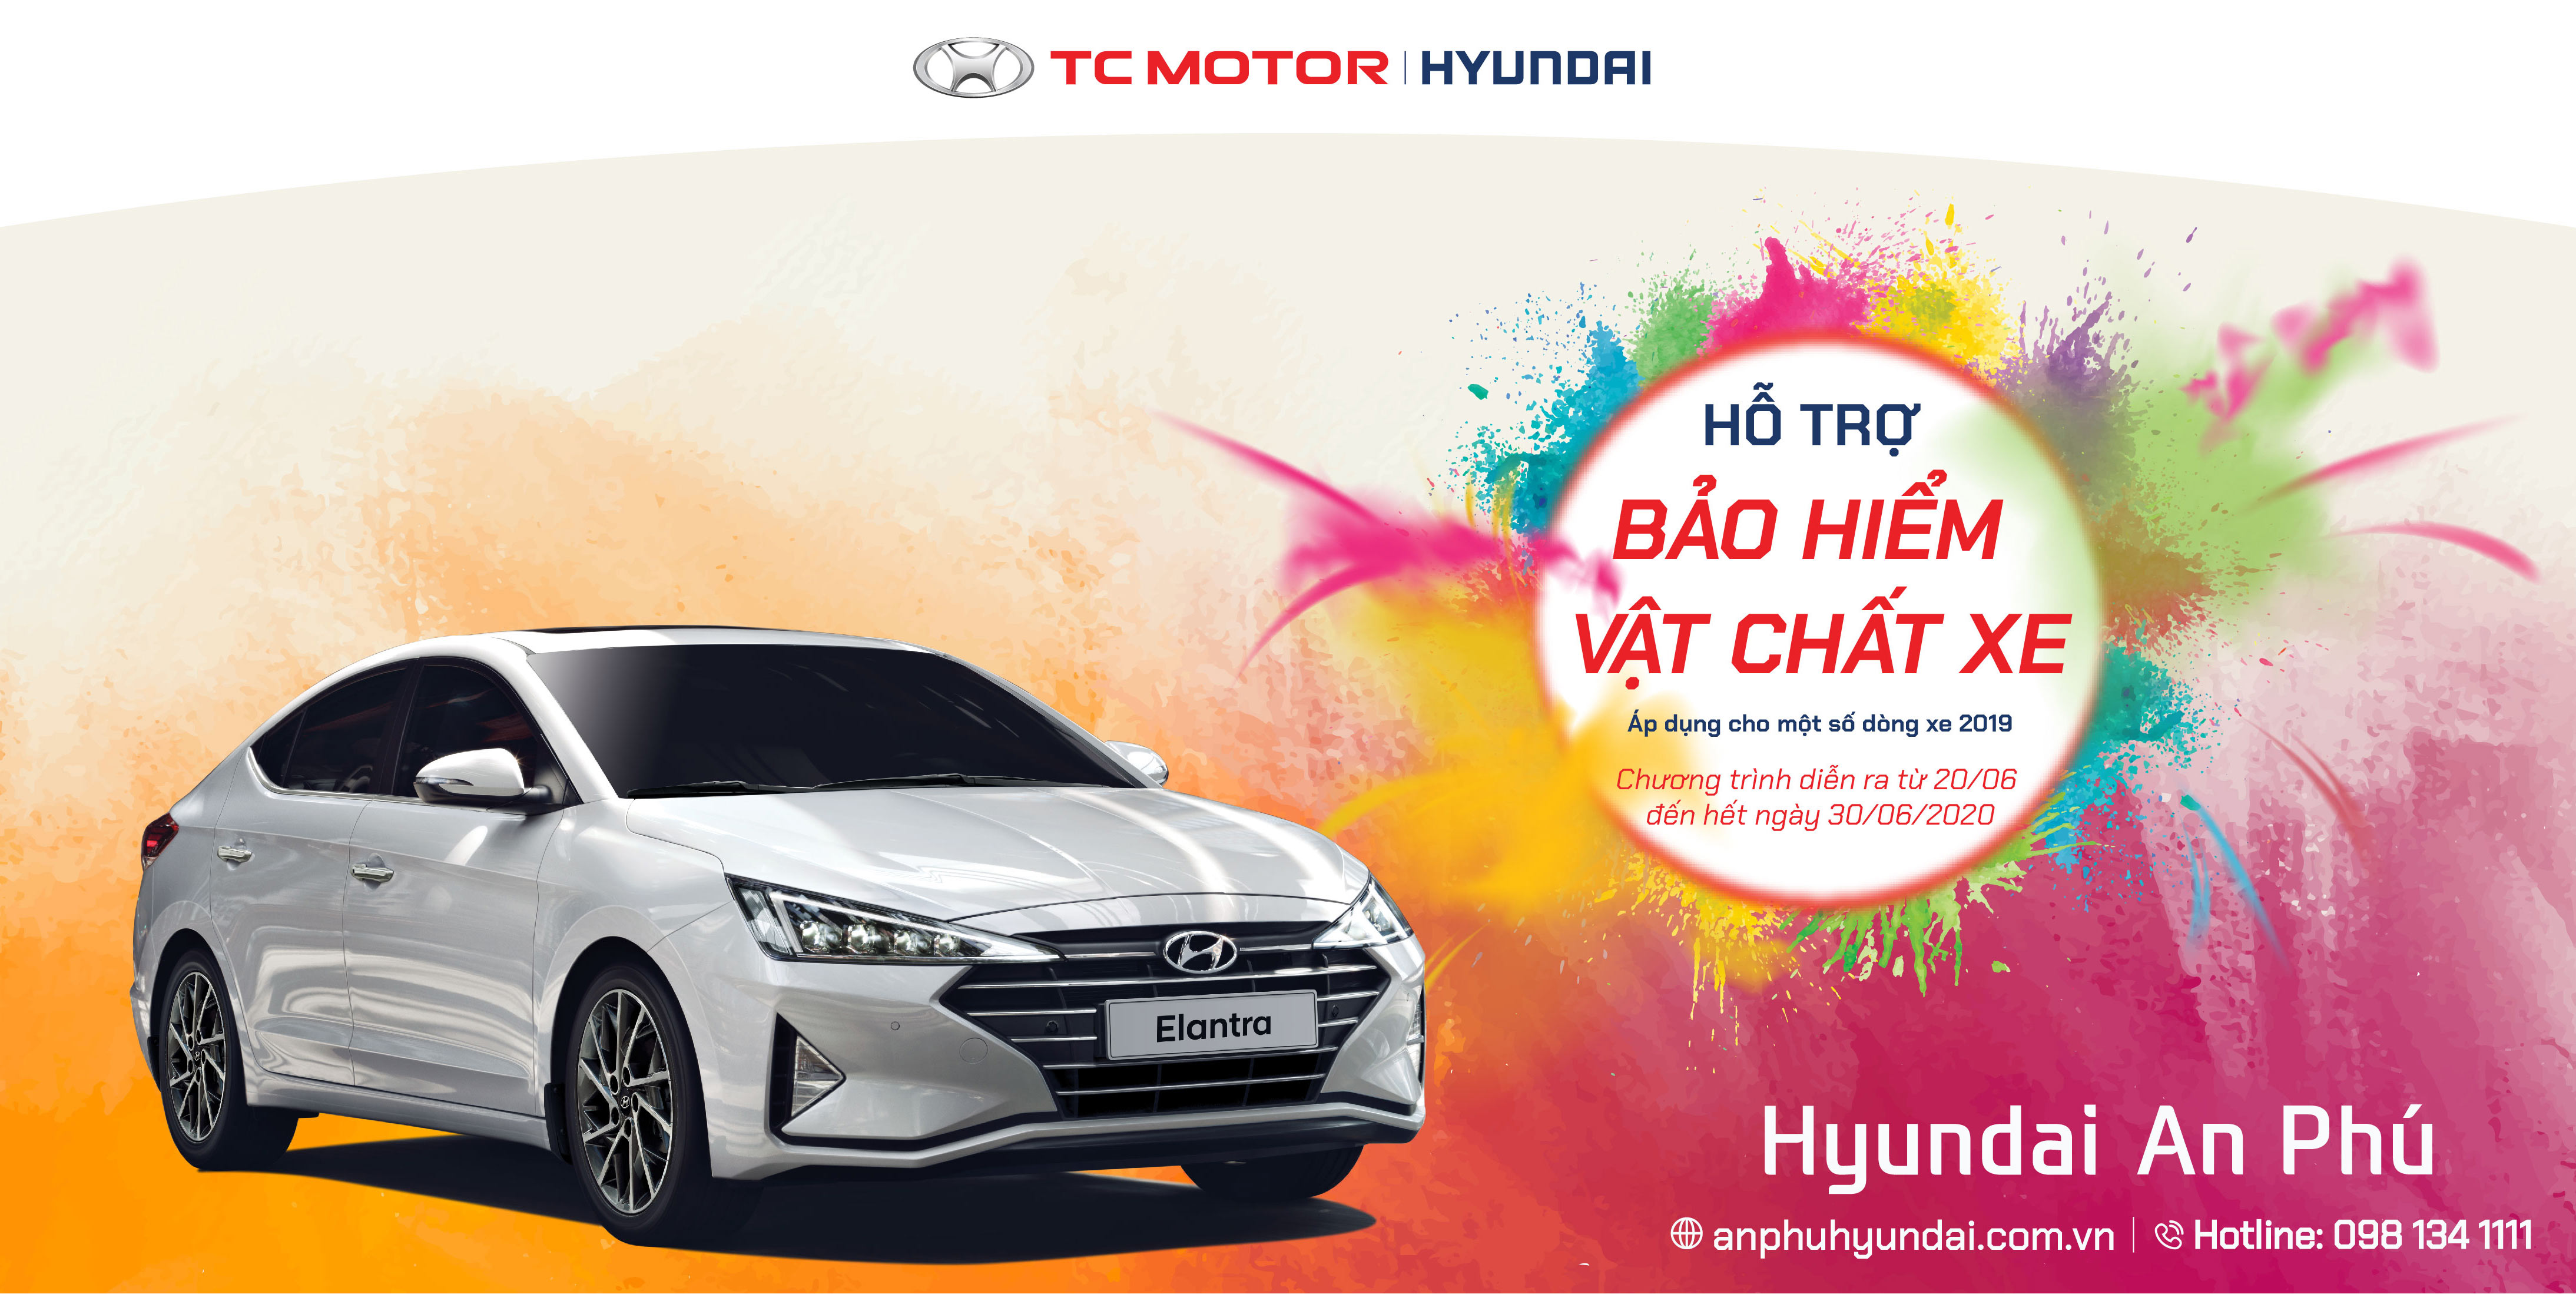 TC MOTOR | HYUNDAI
HỖ TRỢ
BẢO HIỂM
VẬT CHẤT XE
Áp dụng cho một số dòng xe 2019
Chương trình diễn ra từ 20/06
đến hết ngày 30/06/2020
Elantra
Hyundai An Phú
anphuhyundai.com.vn | Hotline: 098 134 1111